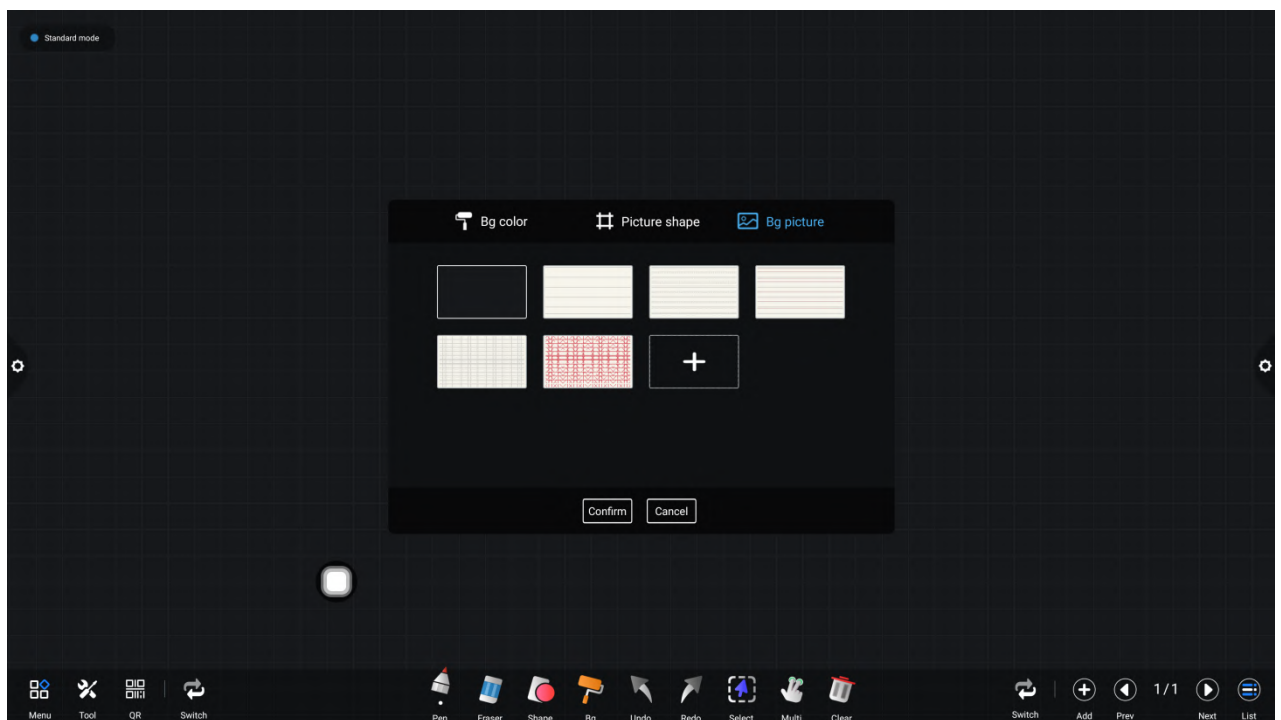 Standard mode
Bg color Picture shape Bg picture
Confirm Cancel
1/1
Menu Tool QR Switch Pen Eraser Shape Bg Undo Redo Select Multi Clear Switch Add Prev Next List